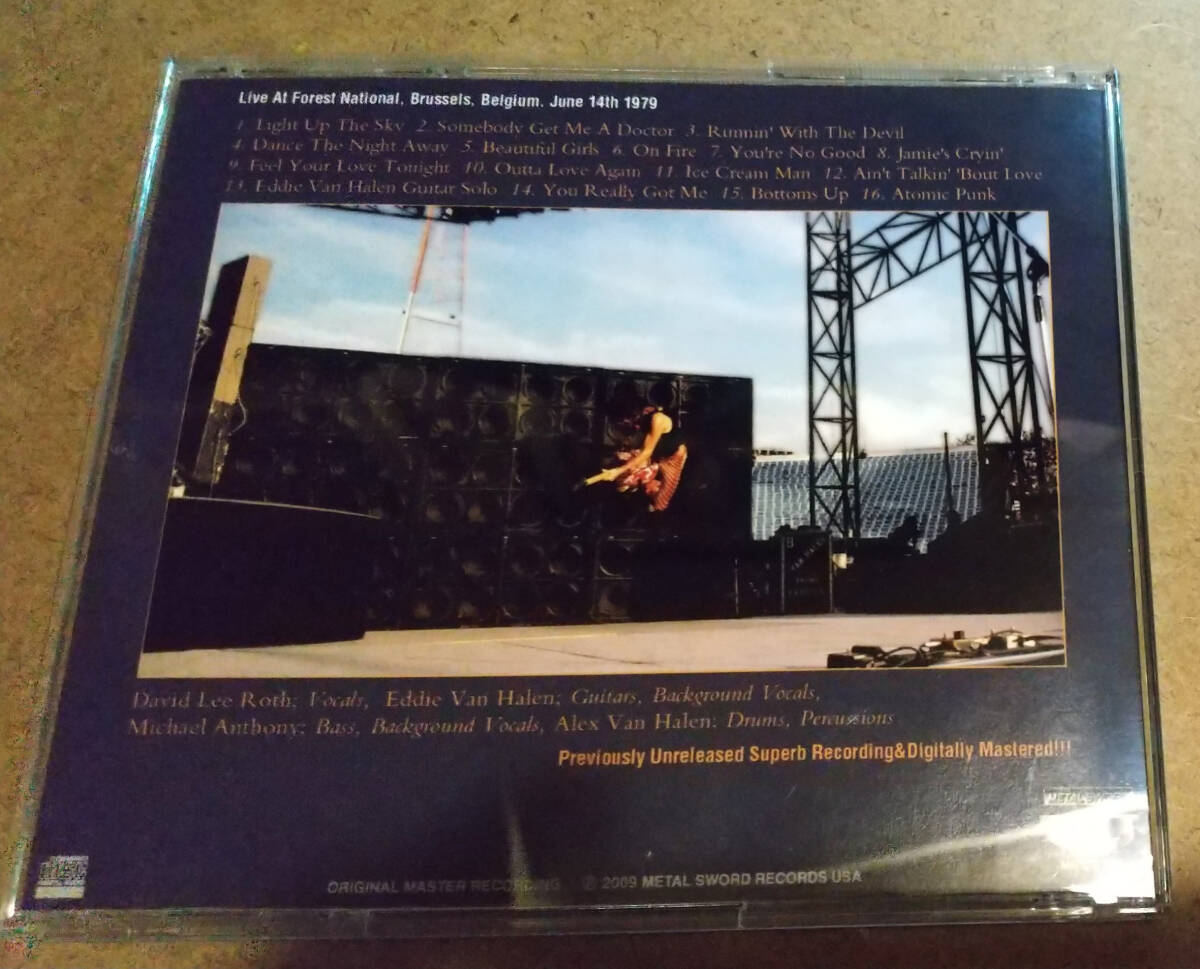 Live At Forest National, Brussels, Belgium. June 14th 1979
1. Light Up The Sky 2. Somebody Get Me A Doctor 3. Runnin' With The Devil
4. Dance The Night Away 5. Beautiful Girls 6. On Fire 7. You're No Good 8. Jamie's Cryin'
9. Feel Your Love Tonight 10. Outta Love Again 11. Ice Cream Man 12. Ain't Talkin' 'Bout Love
13. Eddie Van Halen Guitar Solo 14. You Really Got Me 15. Bottoms Up 16. Atomic Punk
David Lee Roth; Vocals, Eddie Van Halen; Guitars, Background Vocals,
Michael Anthony; Bass, Background Vocals, Alex Van Halen; Drums, Percussions
Previously Unreleased Superb Recording&Digitally Mastered!!!
ORIGINAL MASTER RECORDING ℗ 2009 METAL SWORD RECORDS USA